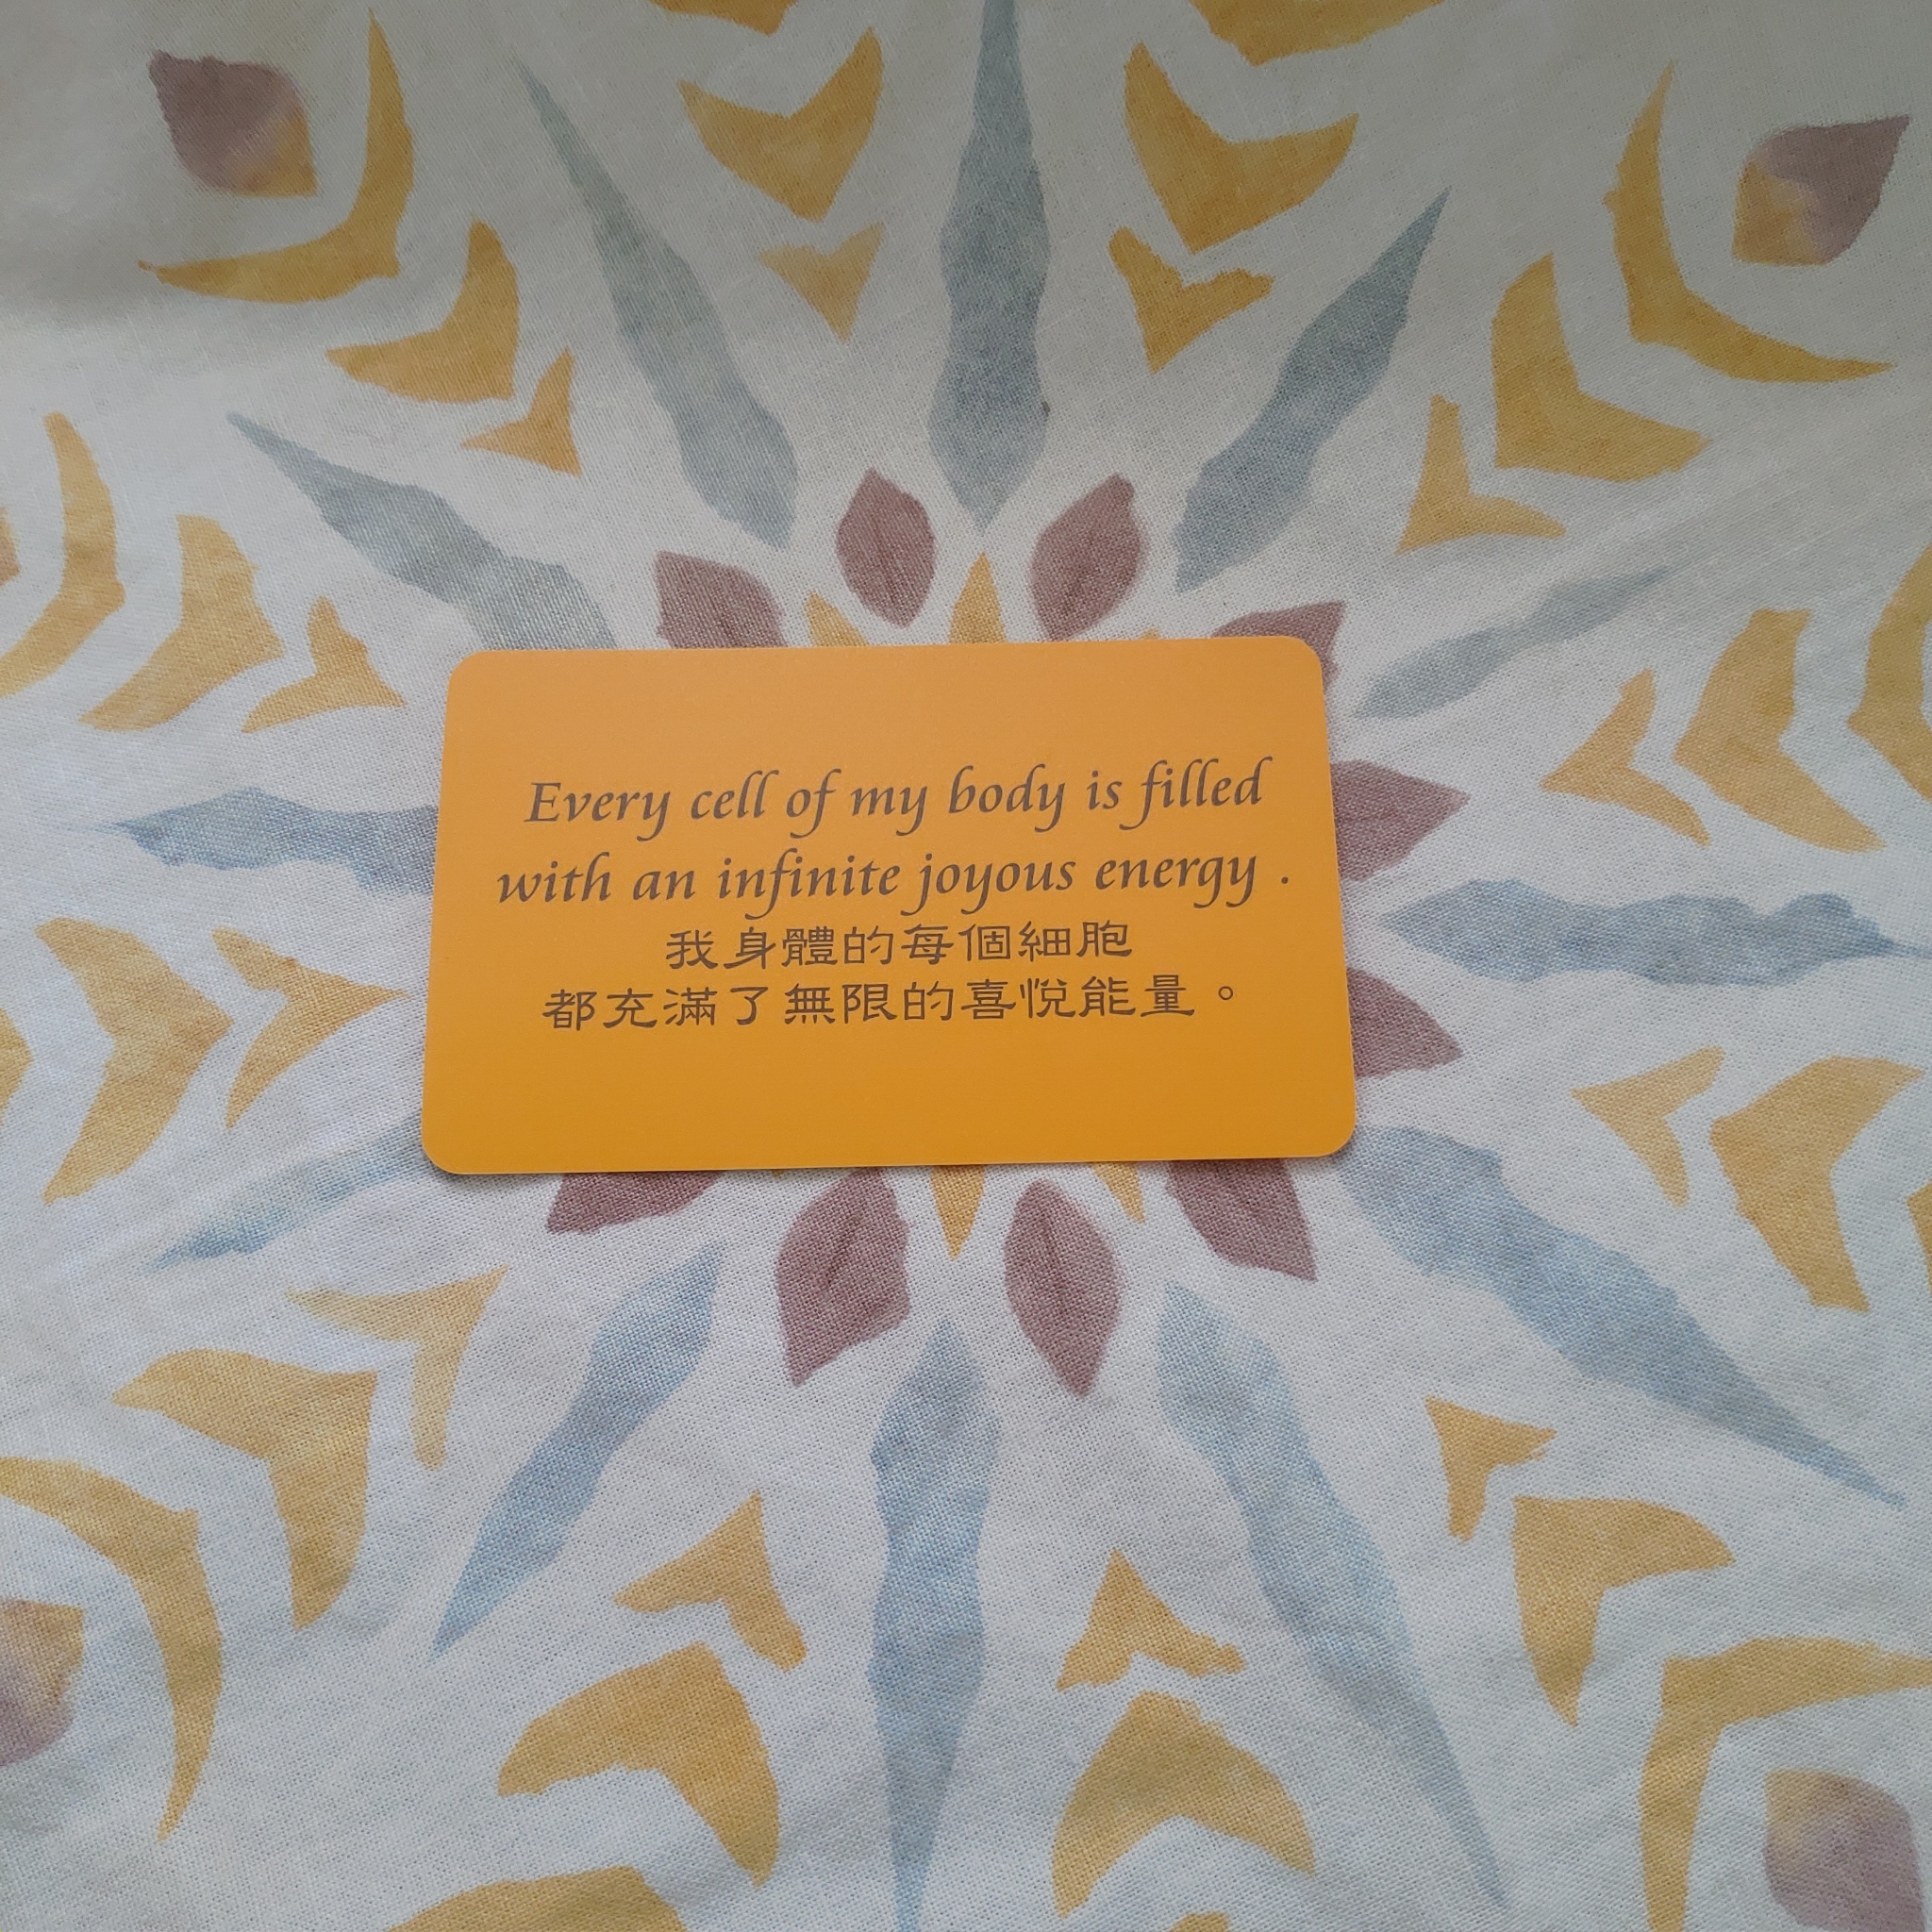 Every cell of my body is filled
with an infinite joyous energy .
我身體的每個細胞
都充滿了無限的喜悅能量。